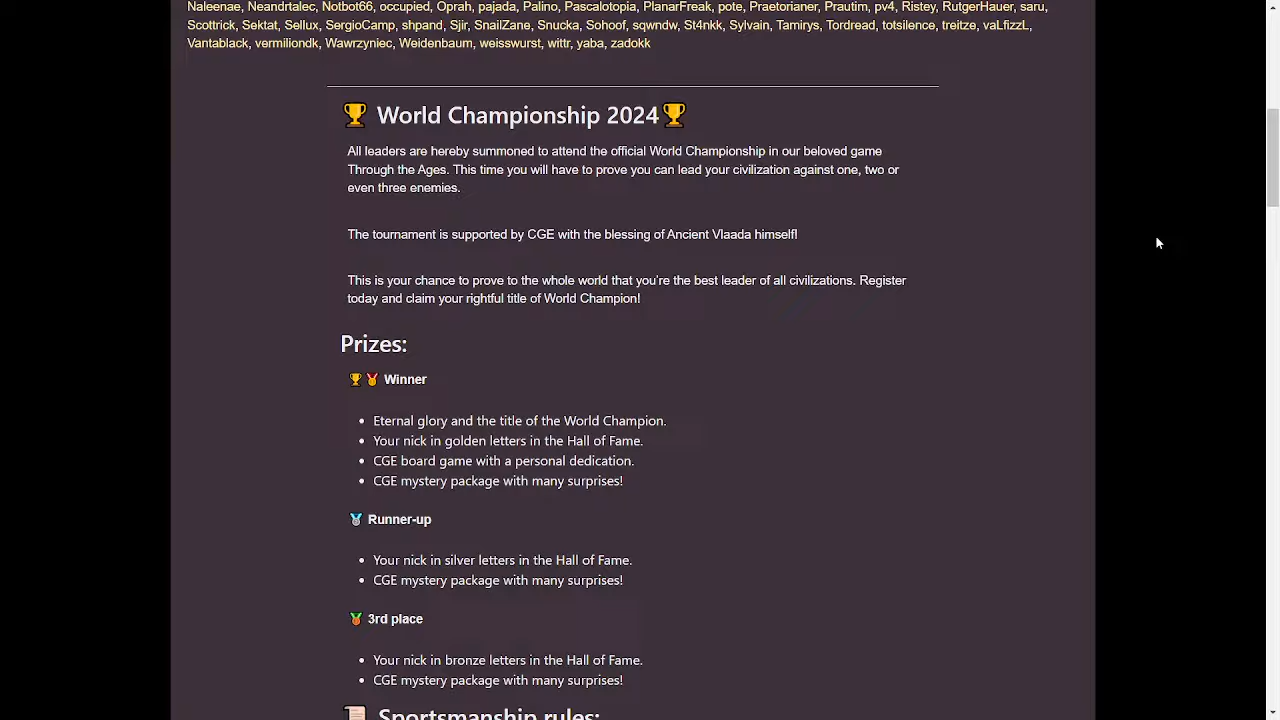 Naleenae, Neandrtalec, Notbot66, occupied, Oprah, pajada, Palino, Pascalotopia, PlanarFreak, pote, Praetorianer, Prautim, pv4, Ristey, RutgerHauer, saru,
Scottrick, Sektat, Sellux, SergioCamp, shpand, Sjir, SnailZane, Snucka, Sohoof, sqwndw, St4nkk, Sylvain, Tamirys, Tordread, totsilence, treitze, vaLfizzL,
Vantablack, vermiliondk, Wawrzyniec, Weidenbaum, weisswurst, wittr, yaba, zadokk
🏆 World Championship 2024🏆
All leaders are hereby summoned to attend the official World Championship in our beloved game
Through the Ages. This time you will have to prove you can lead your civilization against one, two or
even three enemies.
The tournament is supported by CGE with the blessing of Ancient Vlaada himself!
This is your chance to prove to the whole world that you're the best leader of all civilizations. Register
today and claim your rightful title of World Champion!
Prizes:
🏆🏅 Winner
• Eternal glory and the title of the World Champion.
• Your nick in golden letters in the Hall of Fame.
• CGE board game with a personal dedication.
• CGE mystery package with many surprises!
🥈 Runner-up
• Your nick in silver letters in the Hall of Fame.
• CGE mystery package with many surprises!
🥉 3rd place
• Your nick in bronze letters in the Hall of Fame.
• CGE mystery package with many surprises!
📜 Sportsmanship rules: